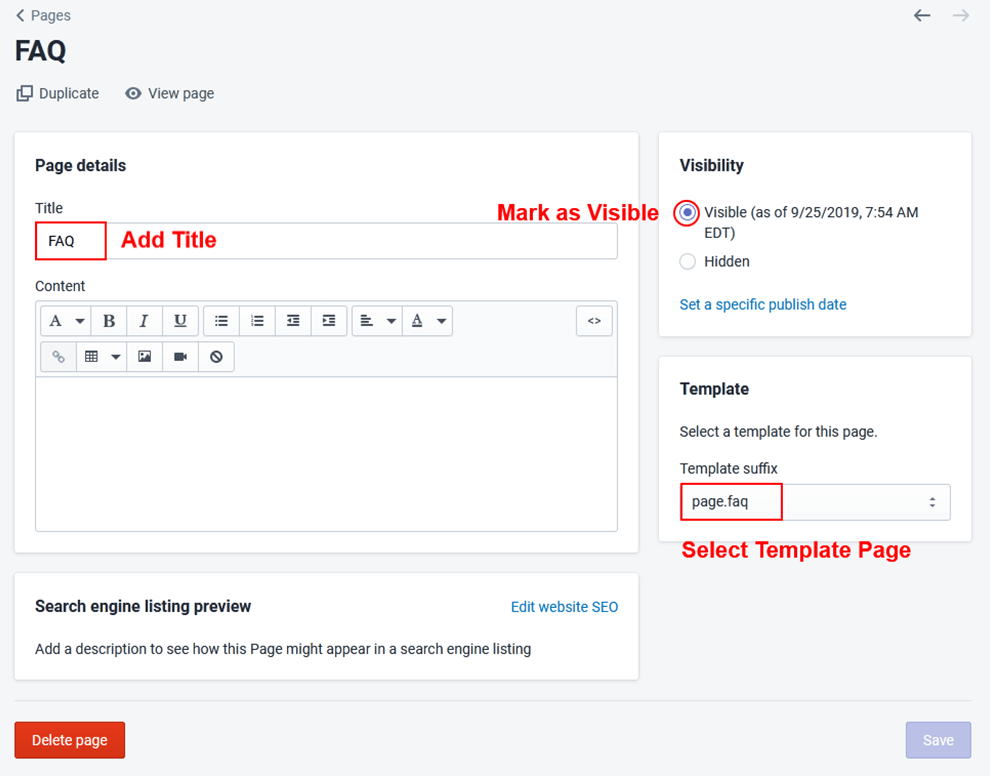 Pages
FAQ
Duplicate View page
Page details
Title
FAQ Add Title
Content
A B I U A <>
Search engine listing preview Edit website SEO
Add a description to see how this Page might appear in a search engine listing
Visibility
Mark as Visible Visible (as of 9/25/2019, 7:54 AM
EDT)
Hidden
Set a specific publish date
Template
Select a template for this page.
Template suffix
page.faq
Select Template Page
Delete page Save